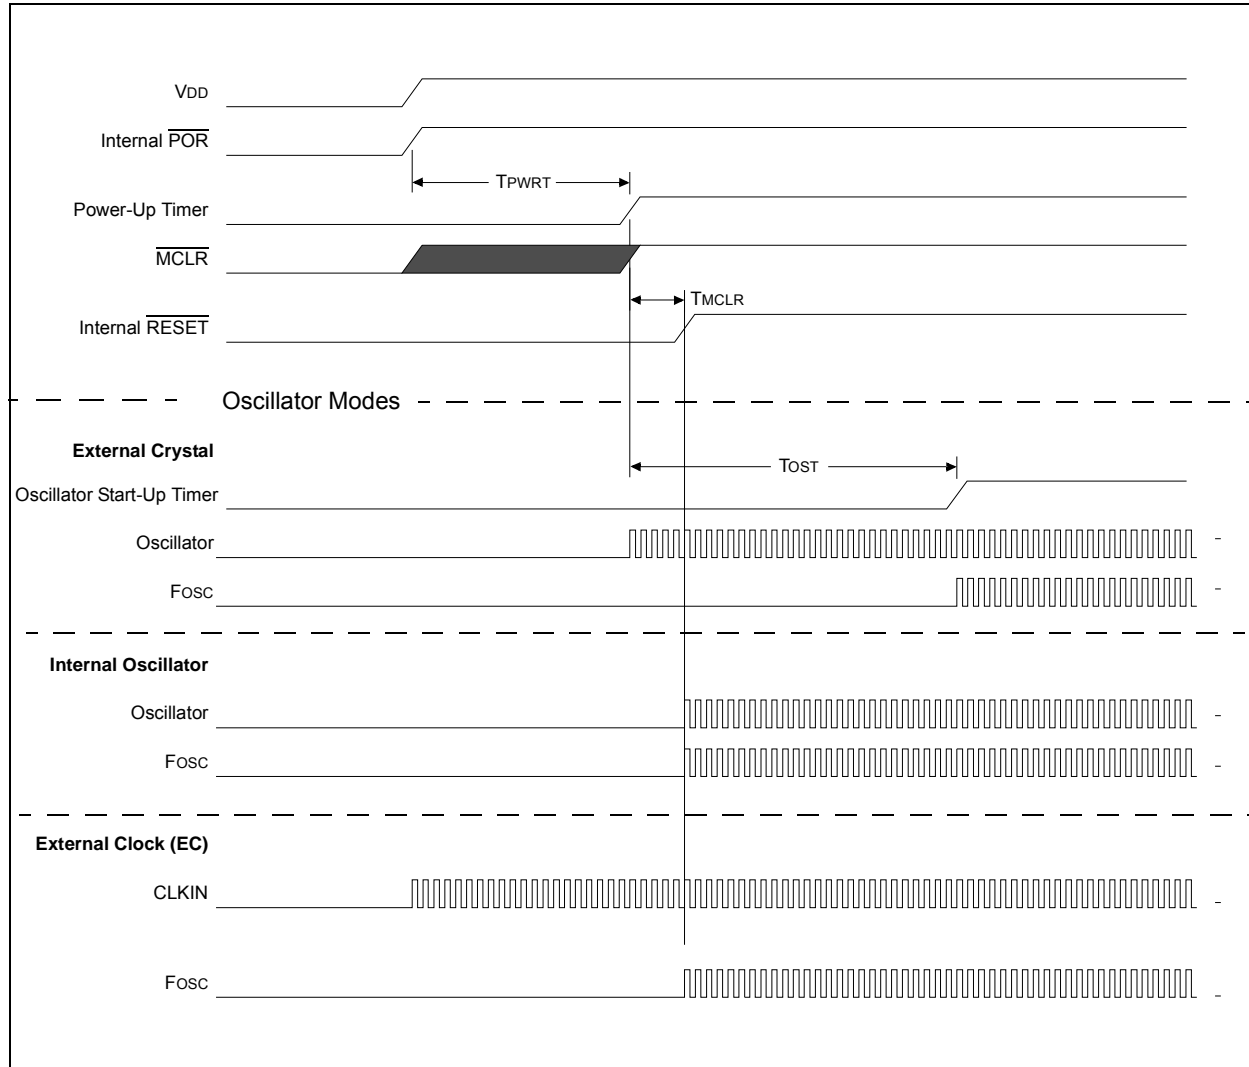 VDD
Internal POR
TPWRT
Power-Up Timer
MCLR
TMCLR
Internal RESET
Oscillator Modes
External Crystal
TOST
Oscillator Start-Up Timer
Oscillator
FOSC
Internal Oscillator
Oscillator
FOSC
External Clock (EC)
CLKIN
FOSC